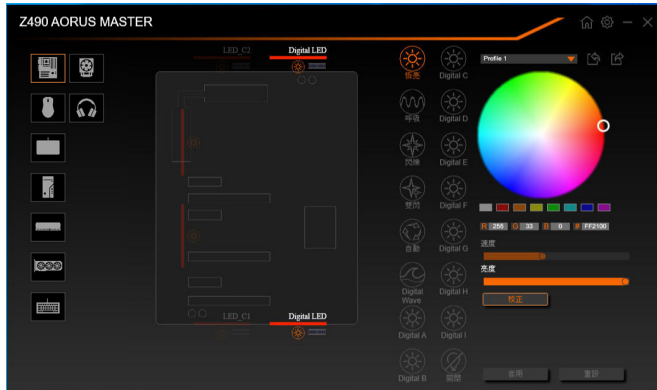 Z490 AORUS MASTER
LED_C2 Digital LED
LED_C1 Digital LED
恆亮 Digital C
呼吸 Digital D
閃爍 Digital E
雙閃 Digital F
自動 Digital G
Digital Wave Digital H
Digital A Digital I
Digital B 關閉
Profile 1
R 255 G 33 B 0 # FF2100
速度
亮度
校正
套用 重設